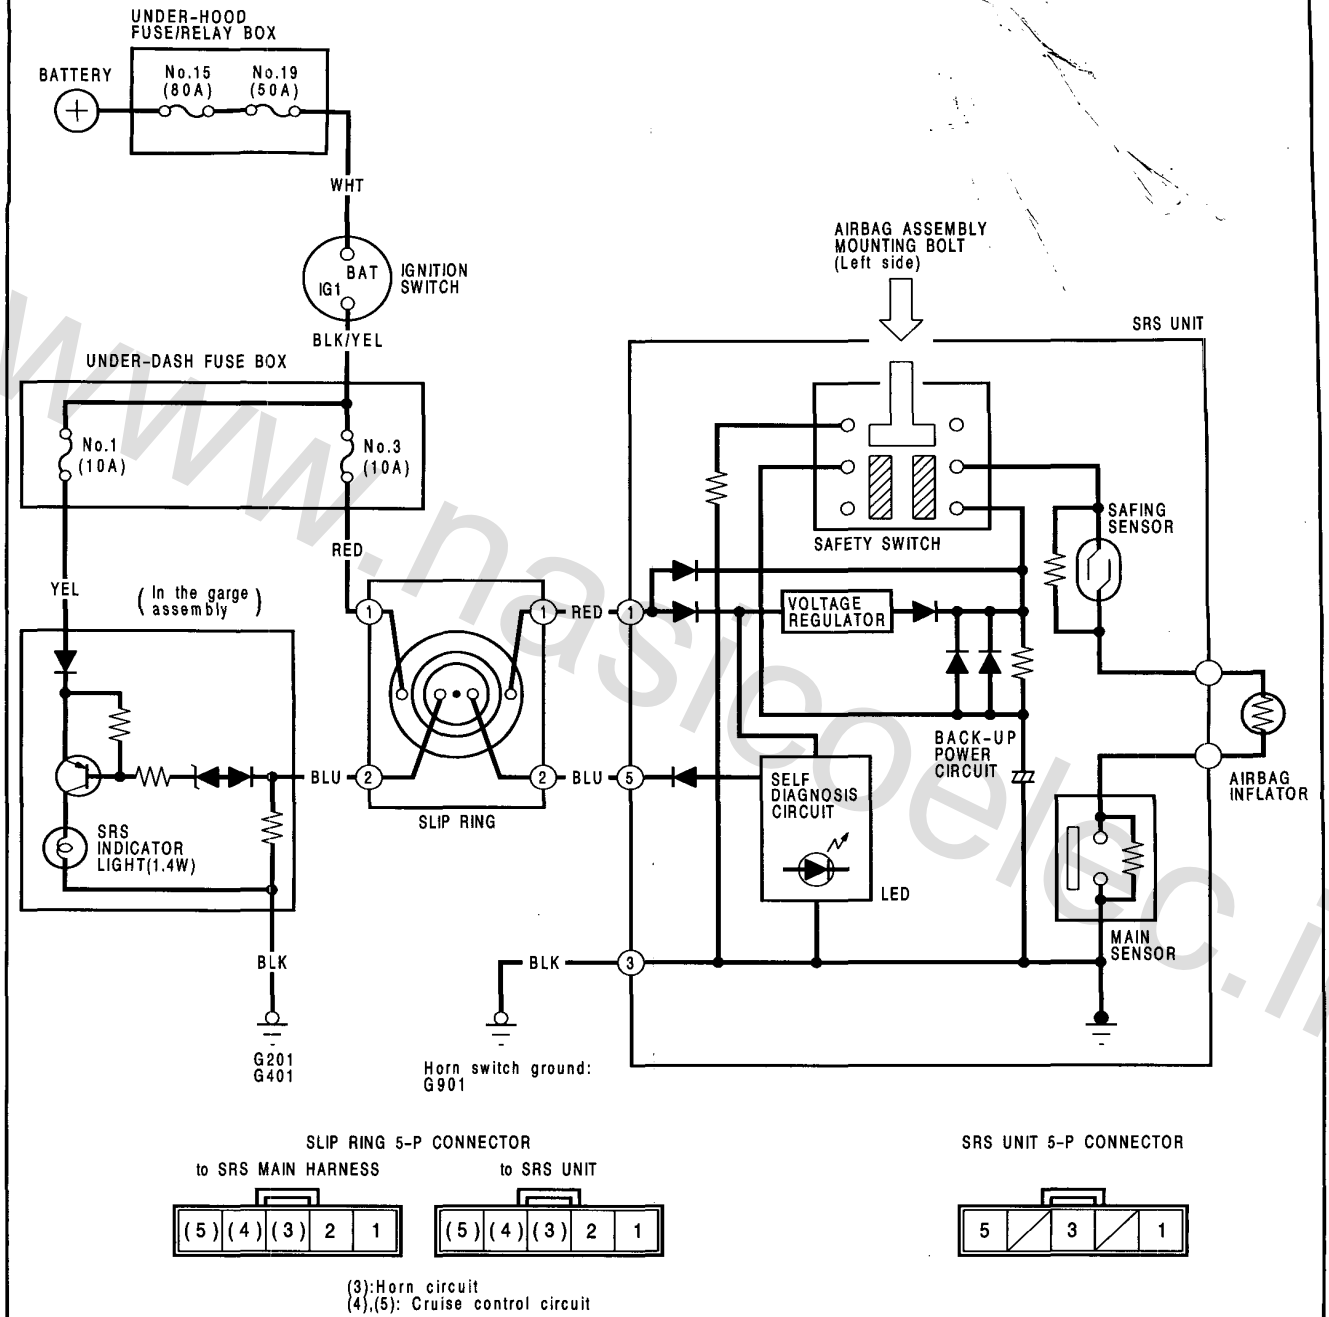 UNDER-HOOD
FUSE/RELAY BOX
BATTERY
No.15
(80A)
No.19
(50A)
WHT
BAT
IG1
IGNITION
SWITCH
BLK/YEL
UNDER-DASH FUSE BOX
No.1
(10A)
No.3
(10A)
RED
YEL
(In the garge
assembly)
1
1
RED
1
2
BLU
2
BLU
5
SLIP RING
SRS
INDICATOR
LIGHT(1.4W)
BLK
G201
G401
AIRBAG ASSEMBLY
MOUNTING BOLT
(Left side)
SRS UNIT
SAFETY SWITCH
SAFING
SENSOR
VOLTAGE
REGULATOR
BACK-UP
POWER
CIRCUIT
SELF
DIAGNOSIS
CIRCUIT
LED
AIRBAG
INFLATOR
MAIN
SENSOR
BLK
3
Horn switch ground:
G901
SLIP RING 5-P CONNECTOR
to SRS MAIN HARNESS
to SRS UNIT
(5) (4) (3) 2 1
(5) (4) (3) 2 1
(3):Horn circuit
(4),(5): Cruise control circuit
SRS UNIT 5-P CONNECTOR
5 3 1
www.nasicoelec.i